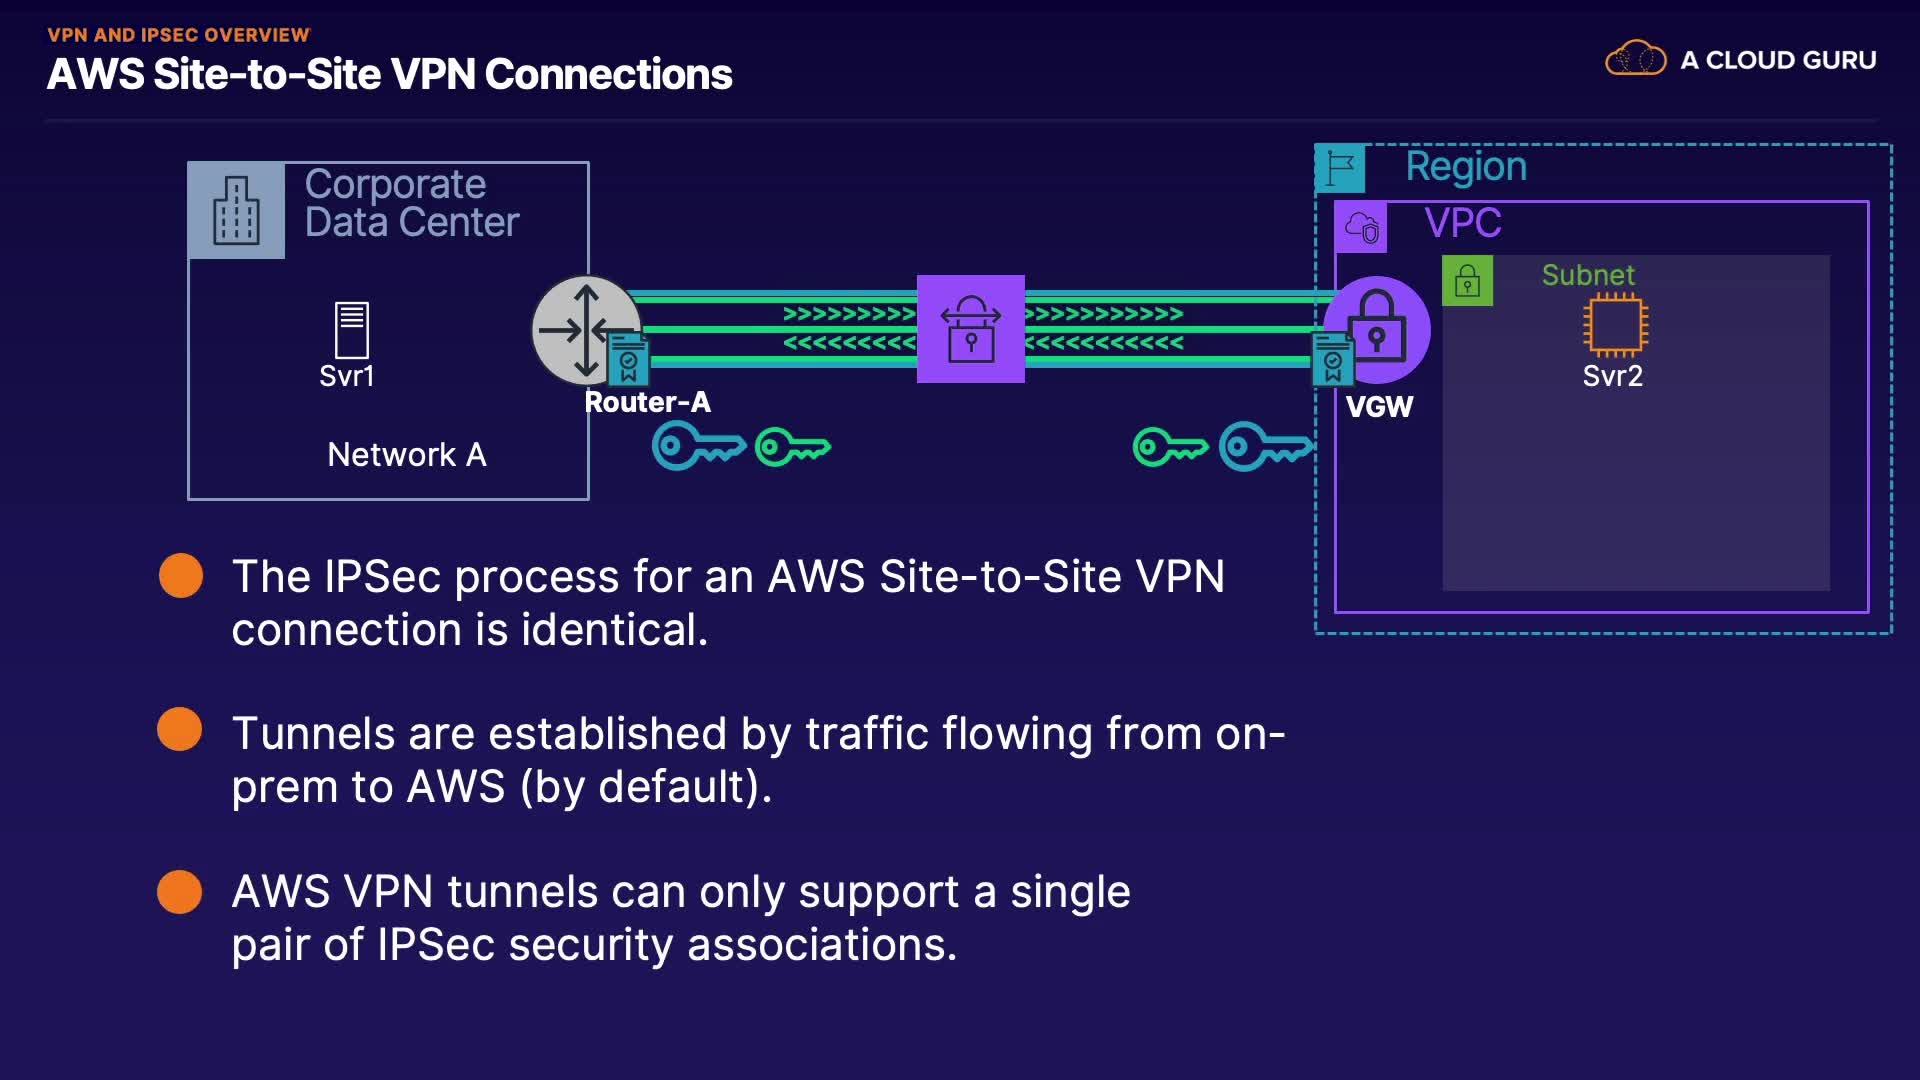 VPN AND IPSEC OVERVIEW
AWS Site-to-Site VPN Connections
A CLOUD GURU
Corporate
Data Center
Svr1
Network A
Router-A
>>>>>>>>> >>>>>>>>>>>
<<<<<<<<< <<<<<<<<<<<
Region
VPC
Subnet
Svr2
VGW
The IPSec process for an AWS Site-to-Site VPN
connection is identical.
Tunnels are established by traffic flowing from on-
prem to AWS (by default).
AWS VPN tunnels can only support a single
pair of IPSec security associations.